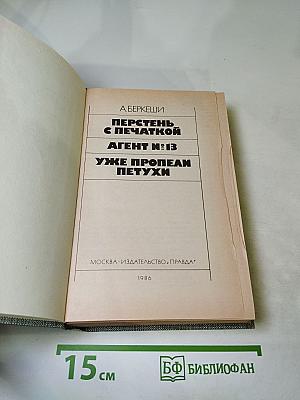 А. БЕРКЕШИ
ПЕРСТЕНЬ
С ПЕЧАТКОЙ
АГЕНТ №13
УЖЕ ПРОПЕЛИ
ПЕТУХИ
МОСКВА · ИЗДАТЕЛЬСТВО «ПРАВДА»
1986
15 см
БФ БИБЛИОФАН